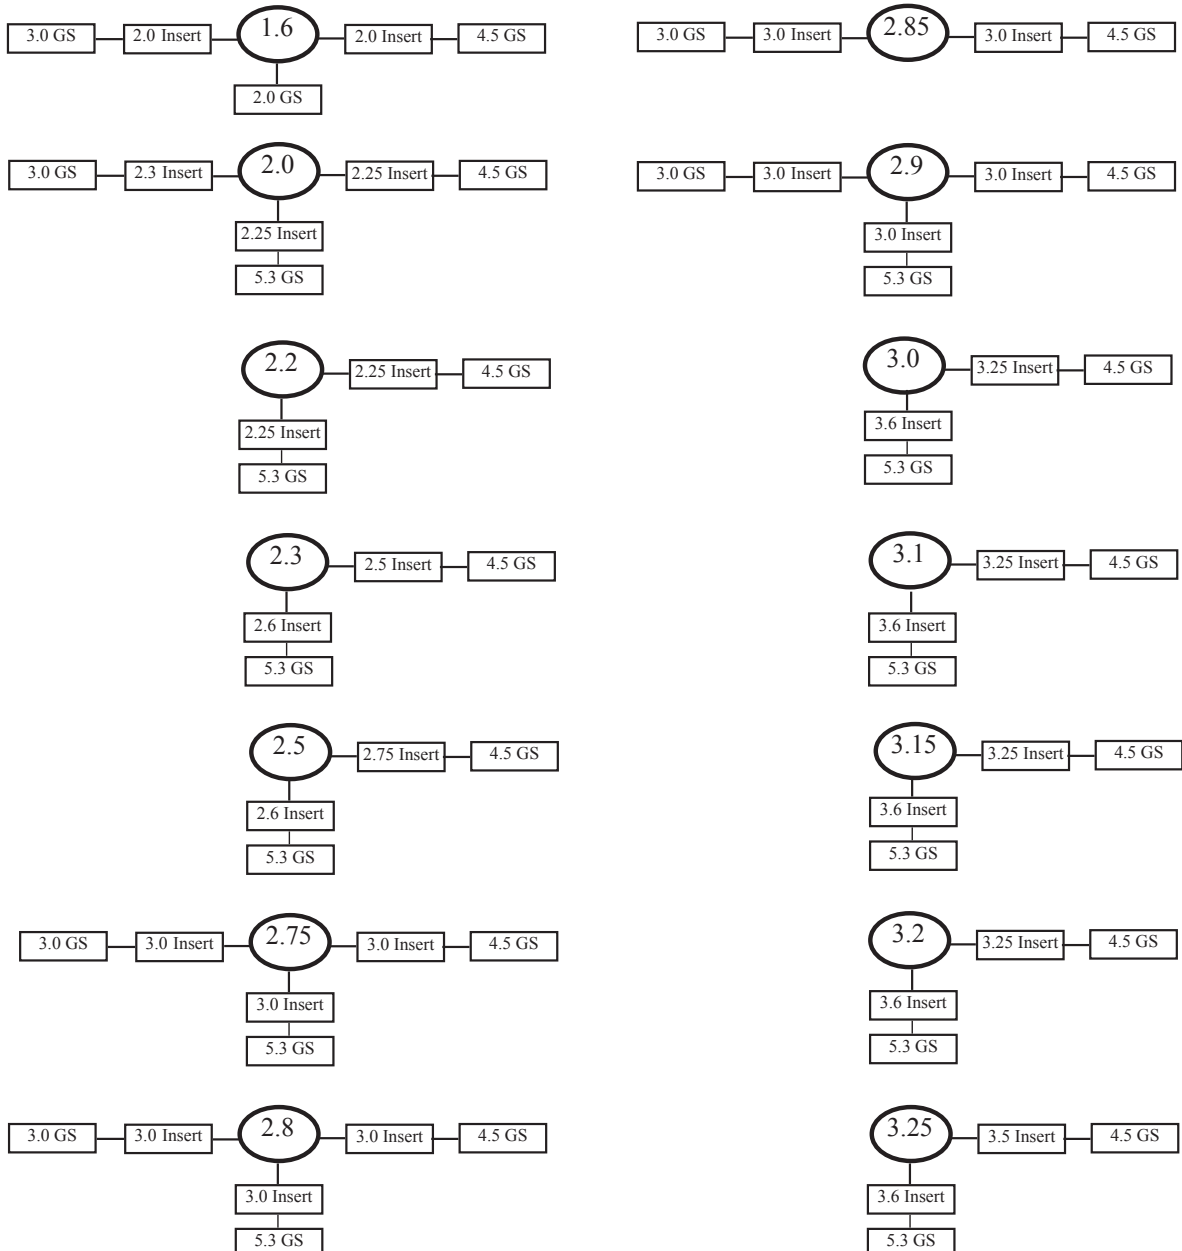 3.0 GS 2.0 Insert 1.6 2.0 Insert 4.5 GS
2.0 GS
3.0 GS 2.3 Insert 2.0 2.25 Insert 4.5 GS
2.25 Insert
5.3 GS
2.2 2.25 Insert 4.5 GS
2.25 Insert
5.3 GS
2.3 2.5 Insert 4.5 GS
2.6 Insert
5.3 GS
2.5 2.75 Insert 4.5 GS
2.6 Insert
5.3 GS
3.0 GS 3.0 Insert 2.75 3.0 Insert 4.5 GS
3.0 Insert
5.3 GS
3.0 GS 3.0 Insert 2.8 3.0 Insert 4.5 GS
3.0 Insert
5.3 GS
3.0 GS 3.0 Insert 2.85 3.0 Insert 4.5 GS
3.0 GS 3.0 Insert 2.9 3.0 Insert 4.5 GS
3.0 Insert
5.3 GS
3.0 3.25 Insert 4.5 GS
3.6 Insert
5.3 GS
3.1 3.25 Insert 4.5 GS
3.6 Insert
5.3 GS
3.15 3.25 Insert 4.5 GS
3.6 Insert
5.3 GS
3.2 3.25 Insert 4.5 GS
3.6 Insert
5.3 GS
3.25 3.5 Insert 4.5 GS
3.6 Insert
5.3 GS